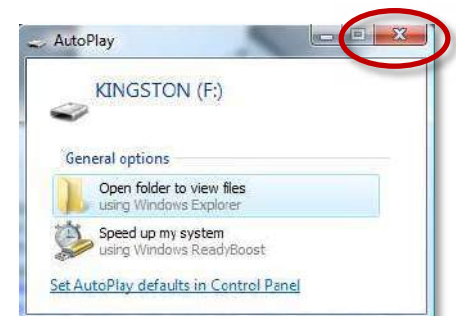 AutoPlay
KINGSTON (F:)
General options
Open folder to view files
using Windows Explorer
Speed up my system
using Windows ReadyBoost
Set AutoPlay defaults in Control Panel